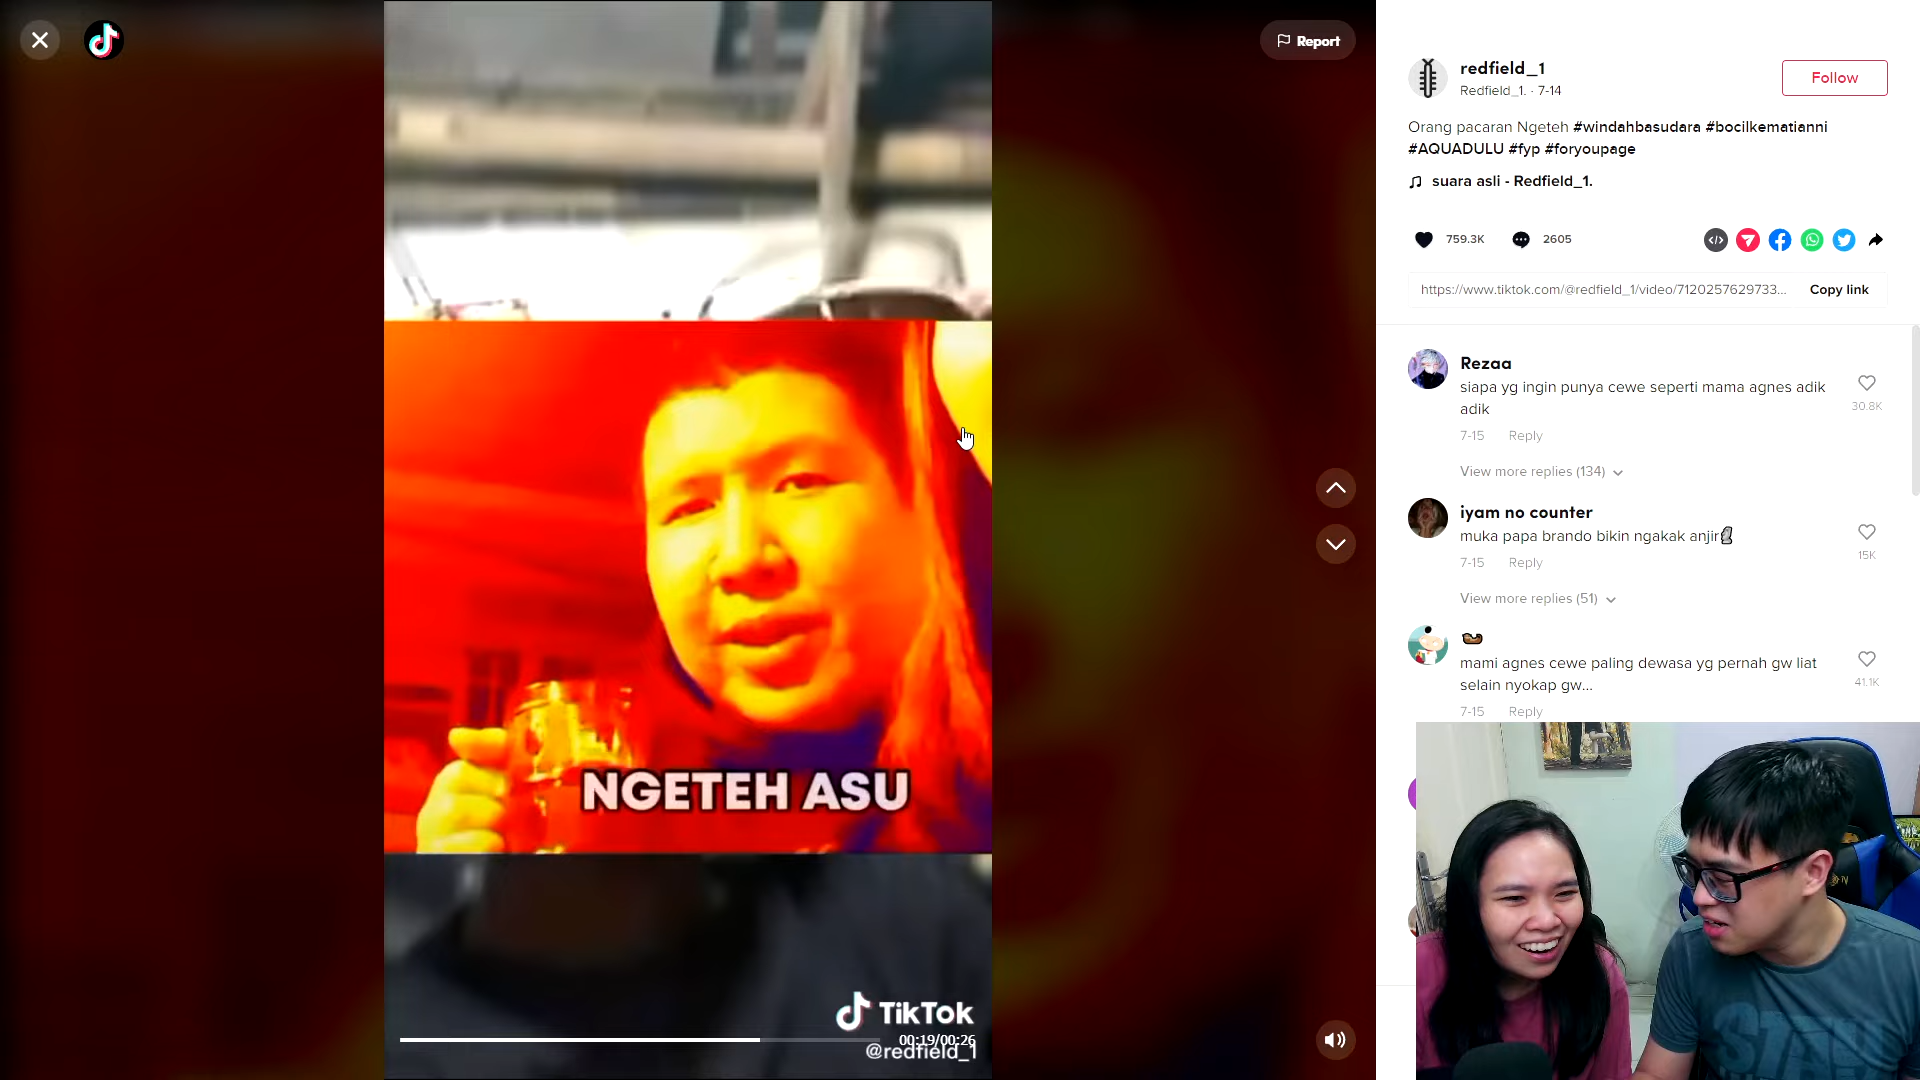 Report
NGETEH ASU
TikTok
00:19/00:26
@redfield_1
redfield_1
Redfield_1. · 7-14
Follow
Orang pacaran Ngeteh #windahbasudara #bocilkematianni
#AQUADULU #fyp #foryoupage
suara asli - Redfield_1.
759.3K
2605
https://www.tiktok.com/@redfield_1/video/7120257629733...
Copy link
Rezaa
siapa yg ingin punya cewe seperti mama agnes adik
adik
30.8K
7-15 Reply
View more replies (134)
iyam no counter
muka papa brando bikin ngakak anjir🗿
15K
7-15 Reply
View more replies (51)
mami agnes cewe paling dewasa yg pernah gw liat
selain nyokap gw...
41.1K
7-15 Reply